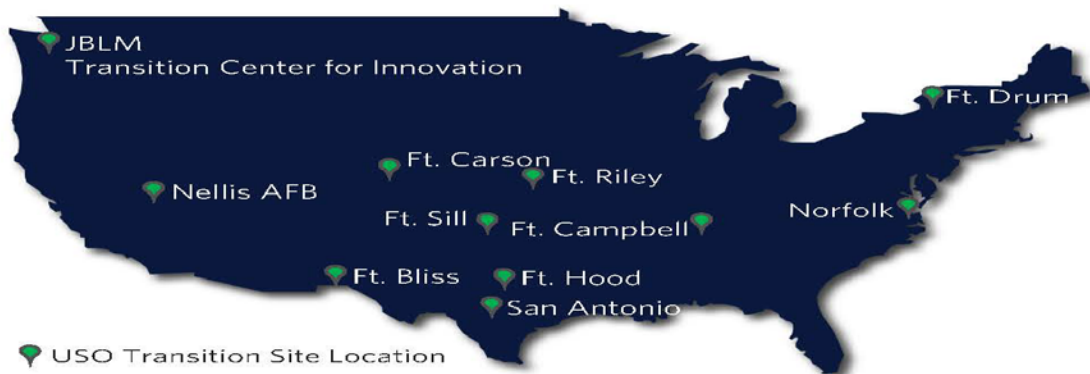 JBLM
Transition Center for Innovation
Ft. Drum
Ft. Carson
Ft. Riley
Nellis AFB
Norfolk
Ft. Sill
Ft. Campbell
Ft. Bliss
Ft. Hood
San Antonio
USO Transition Site Location